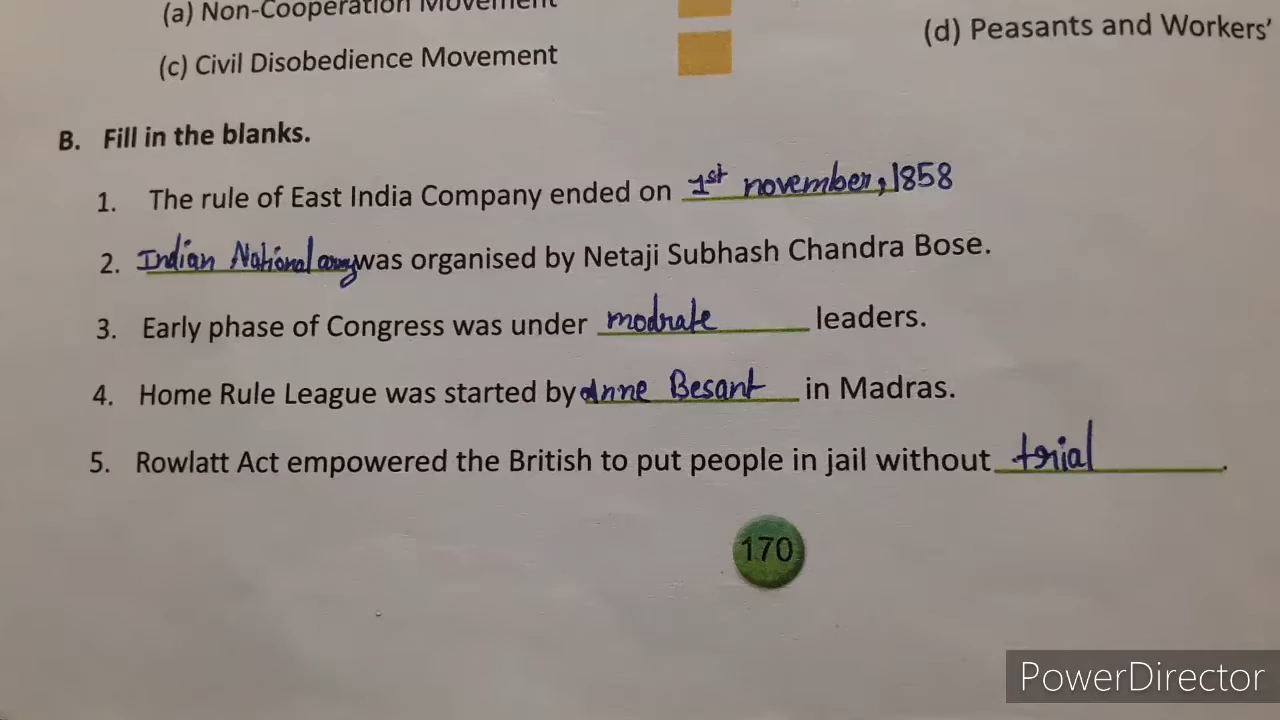 (a) Non-Cooperation Movement
(d) Peasants and Workers'
(c) Civil Disobedience Movement
B. Fill in the blanks.
1. The rule of East India Company ended on 1st november, 1858
2. Indian National army was organised by Netaji Subhash Chandra Bose.
3. Early phase of Congress was under modrate leaders.
4. Home Rule League was started by Anne Besant in Madras.
5. Rowlatt Act empowered the British to put people in jail without trial.
170
PowerDirector